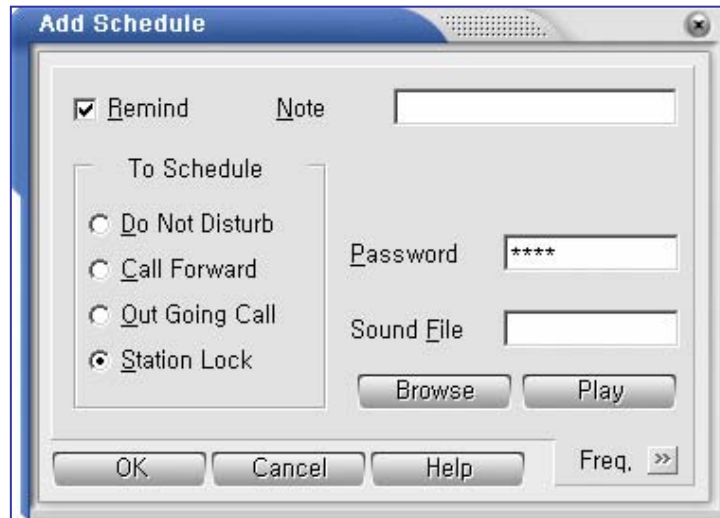 Add Schedule
Remind Note
To Schedule
Do Not Disturb
Call Forward
Out Going Call
Station Lock
Password ****
Sound File
Browse Play
OK Cancel Help Freq. >>